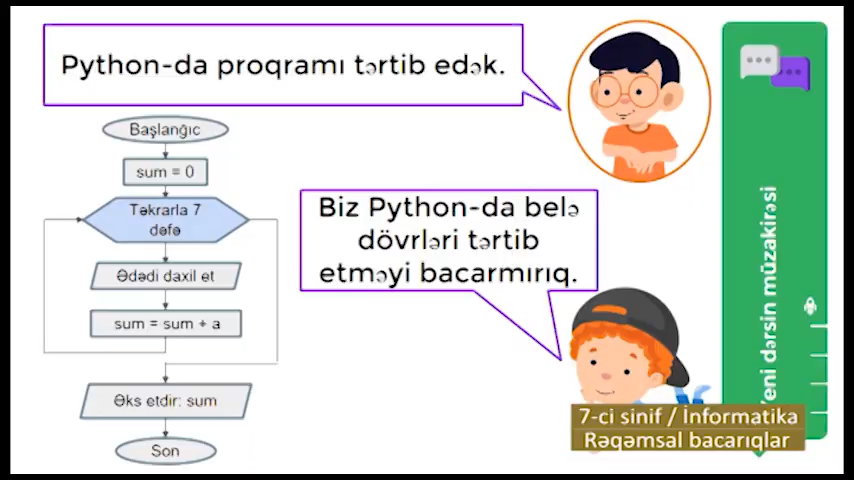 Python-da proqramı tərtib edək.
Başlanğıc
sum = 0
Təkrarla 7
dəfə
Ədədi daxil et
sum = sum + a
Əks etdir: sum
Son
Biz Python-da belə
dövrləri tərtib
etməyi bacarmırıq.
Yeni dərsin müzakirəsi
7-ci sinif / İnformatika
Rəqəmsal bacarıqlar